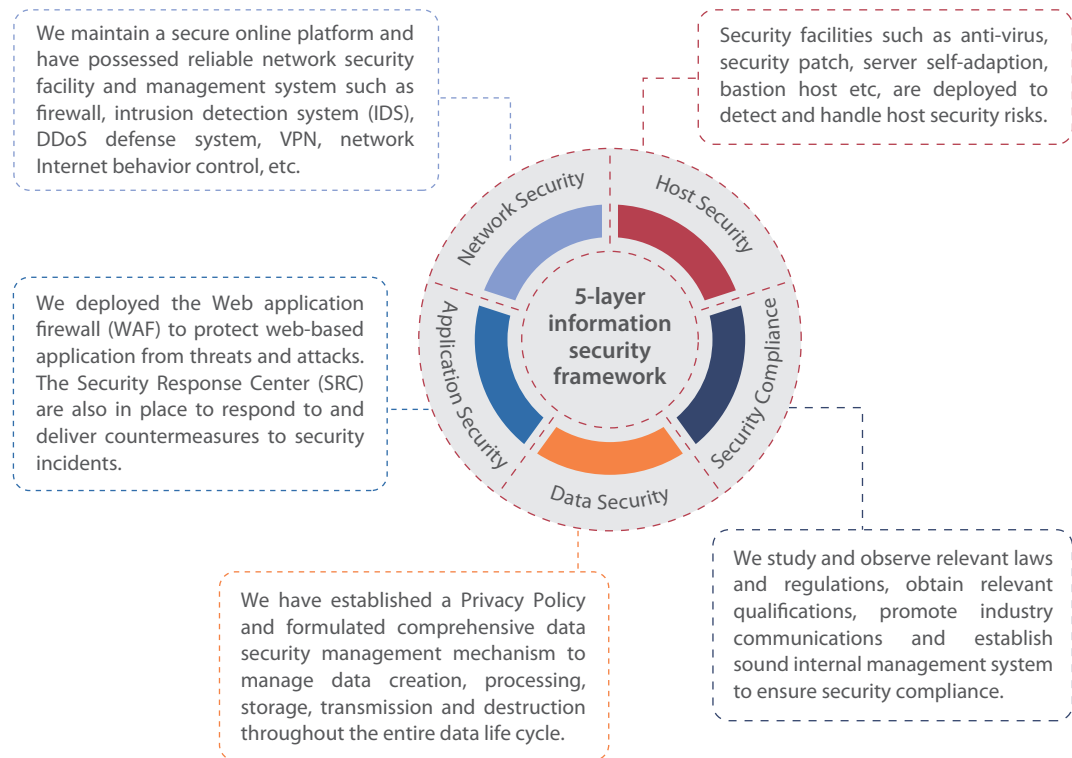 We maintain a secure online platform and
have possessed reliable network security
facility and management system such as
firewall, intrusion detection system (IDS),
DDoS defense system, VPN, network
Internet behavior control, etc.
Security facilities such as anti-virus,
security patch, server self-adaption,
bastion host etc, are deployed to
detect and handle host security risks.
Network Security
Host Security
5-layer
information
security
framework
Application Security
Security Compliance
Data Security
We deployed the Web application
firewall (WAF) to protect web-based
application from threats and attacks.
The Security Response Center (SRC)
are also in place to respond to and
deliver countermeasures to security
incidents.
We have established a Privacy Policy
and formulated comprehensive data
security management mechanism to
manage data creation, processing,
storage, transmission and destruction
throughout the entire data life cycle.
We study and observe relevant laws
and regulations, obtain relevant
qualifications, promote industry
communications and establish
sound internal management system
to ensure security compliance.